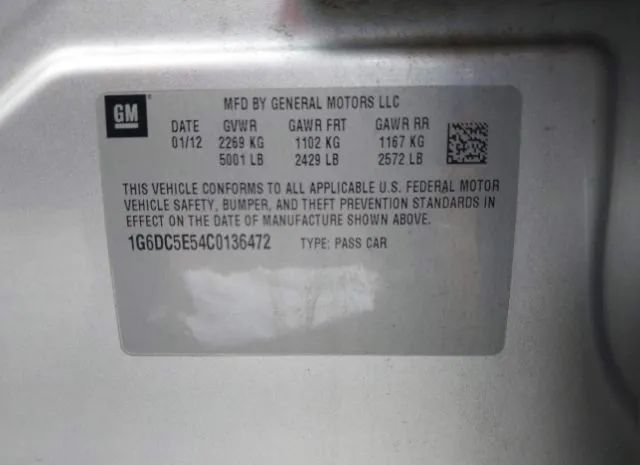 GM
MFD BY GENERAL MOTORS LLC
DATE GVWR GAWR FRT GAWR RR
01/12 2269 KG 1102 KG 1167 KG
5001 LB 2429 LB 2572 LB
THIS VEHICLE CONFORMS TO ALL APPLICABLE U.S. FEDERAL MOTOR
VEHICLE SAFETY, BUMPER, AND THEFT PREVENTION STANDARDS IN
EFFECT ON THE DATE OF MANUFACTURE SHOWN ABOVE.
1G6DC5E54C0136472 TYPE: PASS CAR